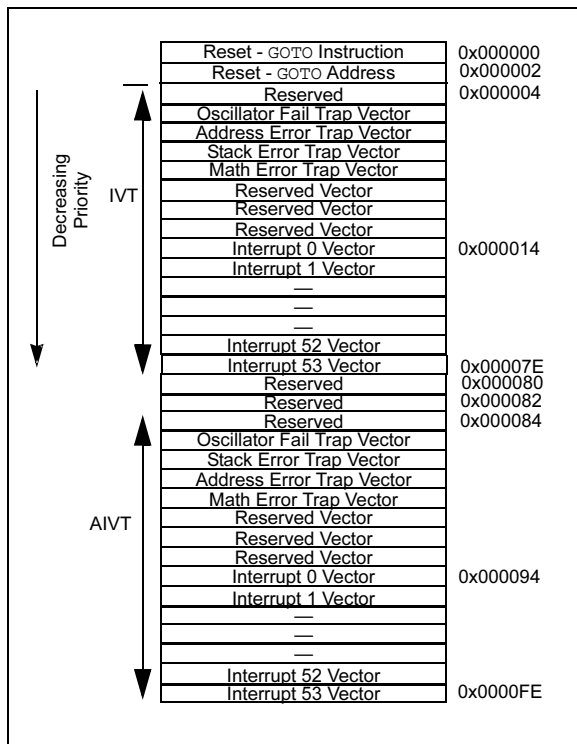 Reset - GOTO Instruction 0x000000
Reset - GOTO Address 0x000002
Reserved 0x000004
Oscillator Fail Trap Vector
Address Error Trap Vector
Stack Error Trap Vector
Math Error Trap Vector
Reserved Vector
Reserved Vector
Reserved Vector
Interrupt 0 Vector 0x000014
Interrupt 1 Vector
—
—
—
Interrupt 52 Vector
Interrupt 53 Vector 0x00007E
Decreasing
Priority
IVT
Reserved 0x000080
Reserved 0x000082
Reserved 0x000084
Oscillator Fail Trap Vector
Stack Error Trap Vector
Address Error Trap Vector
Math Error Trap Vector
Reserved Vector
Reserved Vector
Reserved Vector
Interrupt 0 Vector 0x000094
Interrupt 1 Vector
—
—
—
Interrupt 52 Vector
Interrupt 53 Vector 0x0000FE
AIVT